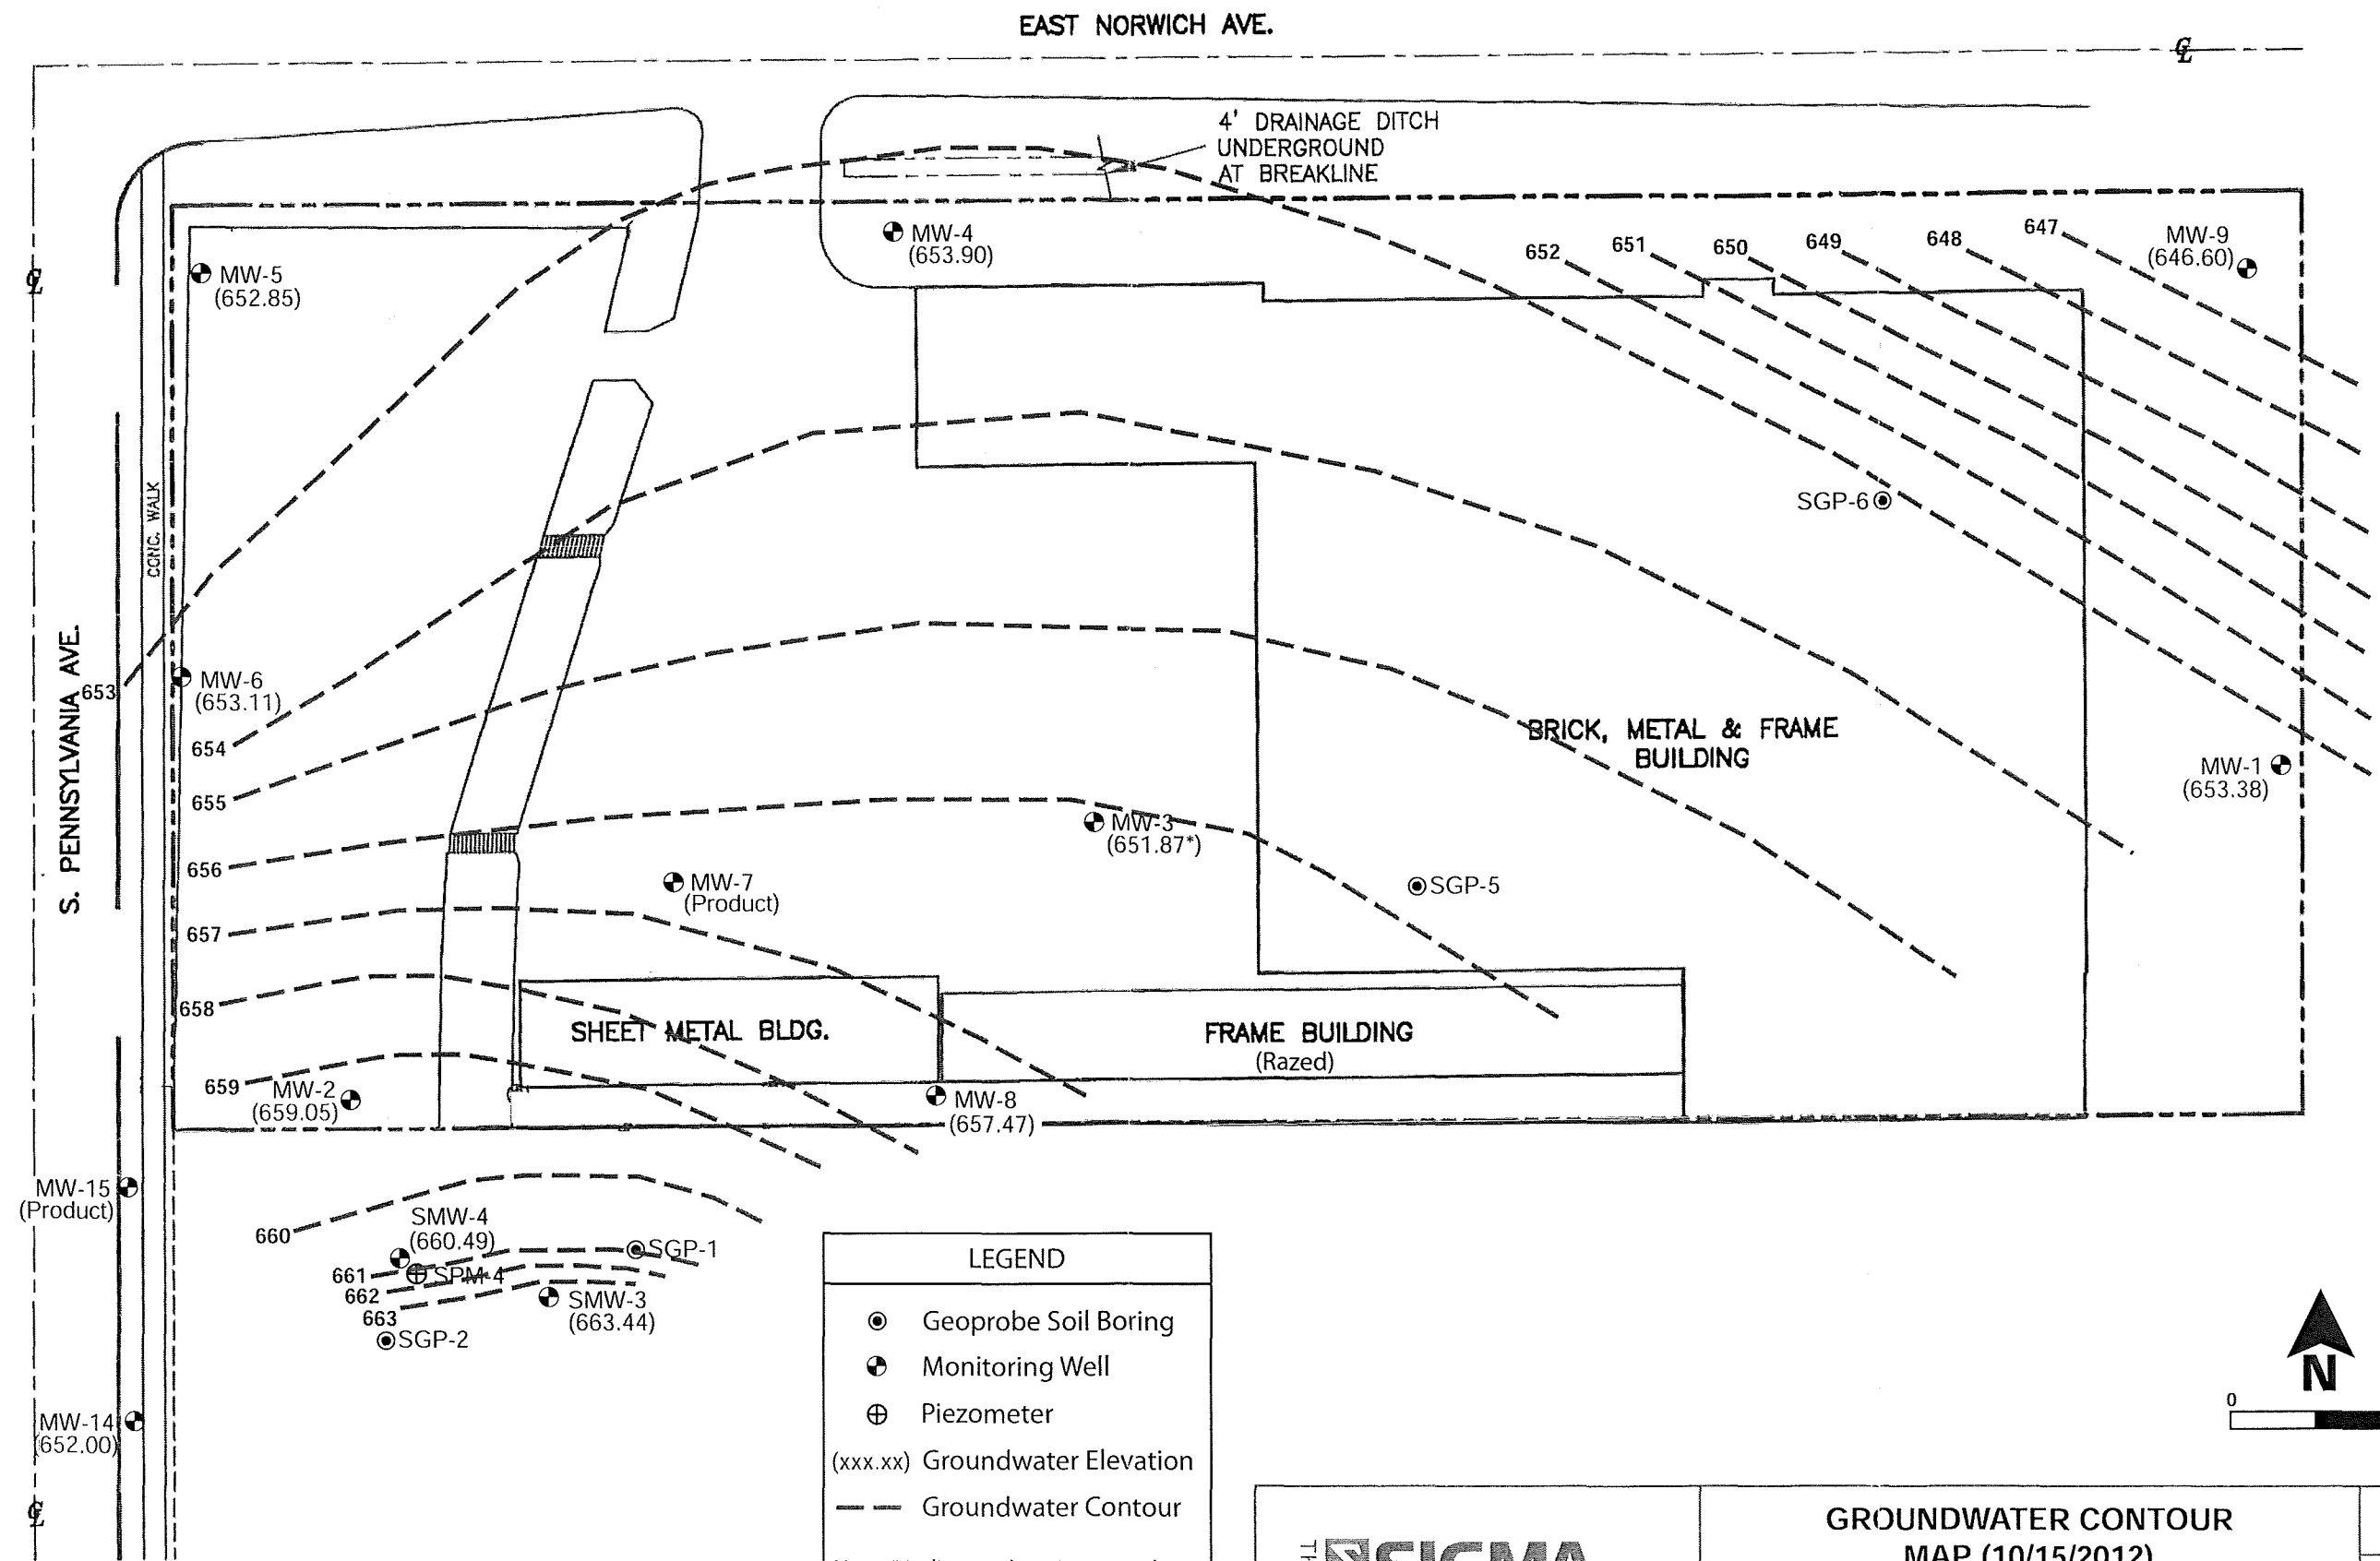 EAST NORWICH AVE.
4' DRAINAGE DITCH
UNDERGROUND
AT BREAKLINE
MW-4
(653.90)
MW-5
(652.85)
652
651
650
649
648
647
MW-9
(646.60)
CONC. WALK
SGP-6
S. PENNSYLVANIA AVE.
653
MW-6
(653.11)
654
655
656
657
658
659
BRICK, METAL & FRAME
BUILDING
MW-1
(653.38)
MW-3
(651.87*)
MW-7
(Product)
SGP-5
SHEET METAL BLDG.
FRAME BUILDING
(Razed)
MW-2
(659.05)
MW-8
(657.47)
MW-15
(Product)
660
SMW-4
(660.49)
SGP-1
661
SPM-4
662
663
SMW-3
(663.44)
SGP-2
MW-14
(652.00)
LEGEND
Geoprobe Soil Boring
Monitoring Well
Piezometer
(xxx.xx) Groundwater Elevation
Groundwater Contour
N
0
SIGMA
GROUNDWATER CONTOUR
MAP (10/15/2012)